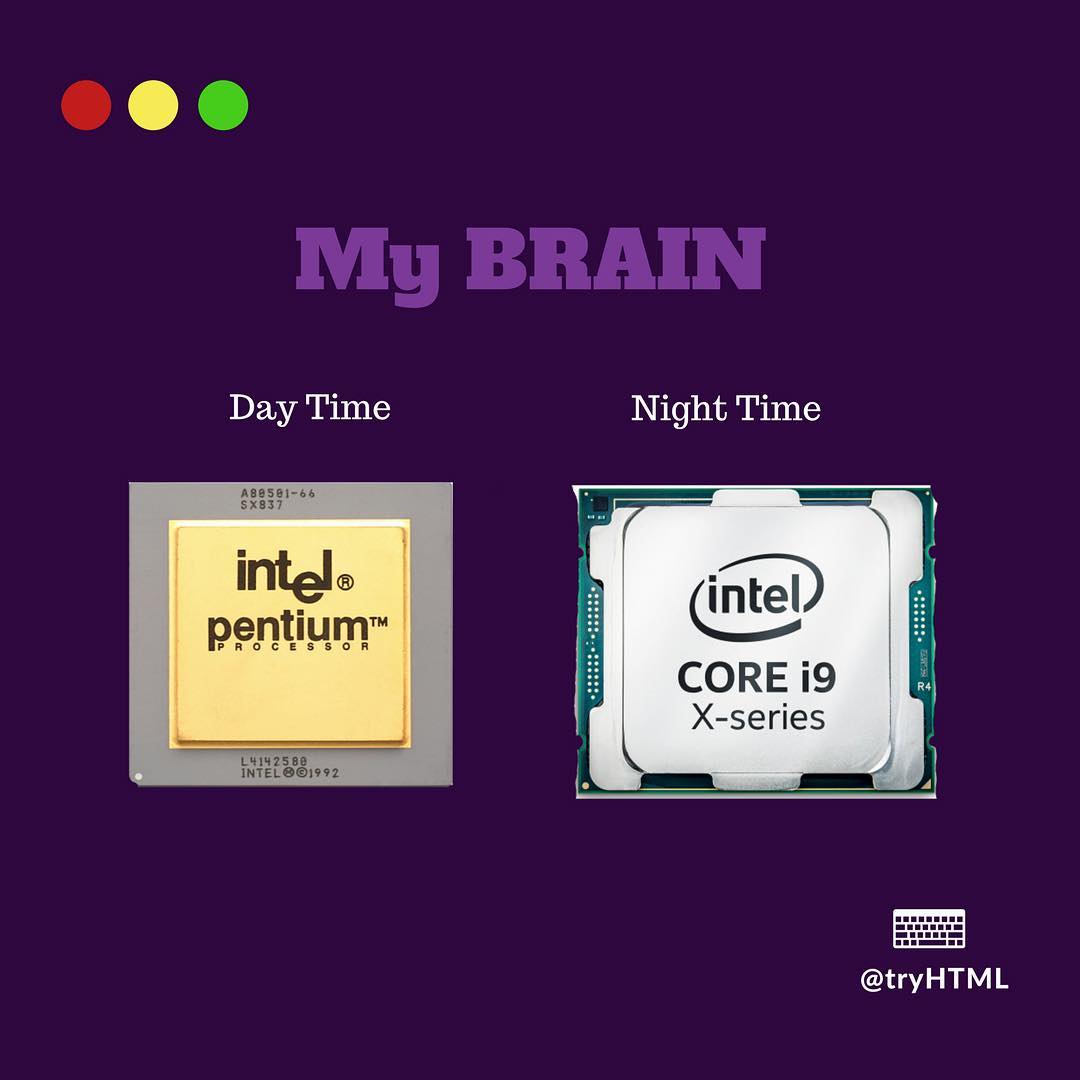 My BRAIN
Day Time
Night Time
A80501-66
SX837
intel®
pentium™
PROCESSOR
L4142580
INTEL Ⓜ©1992
intel
CORE i9
X-series
R4
@tryHTML